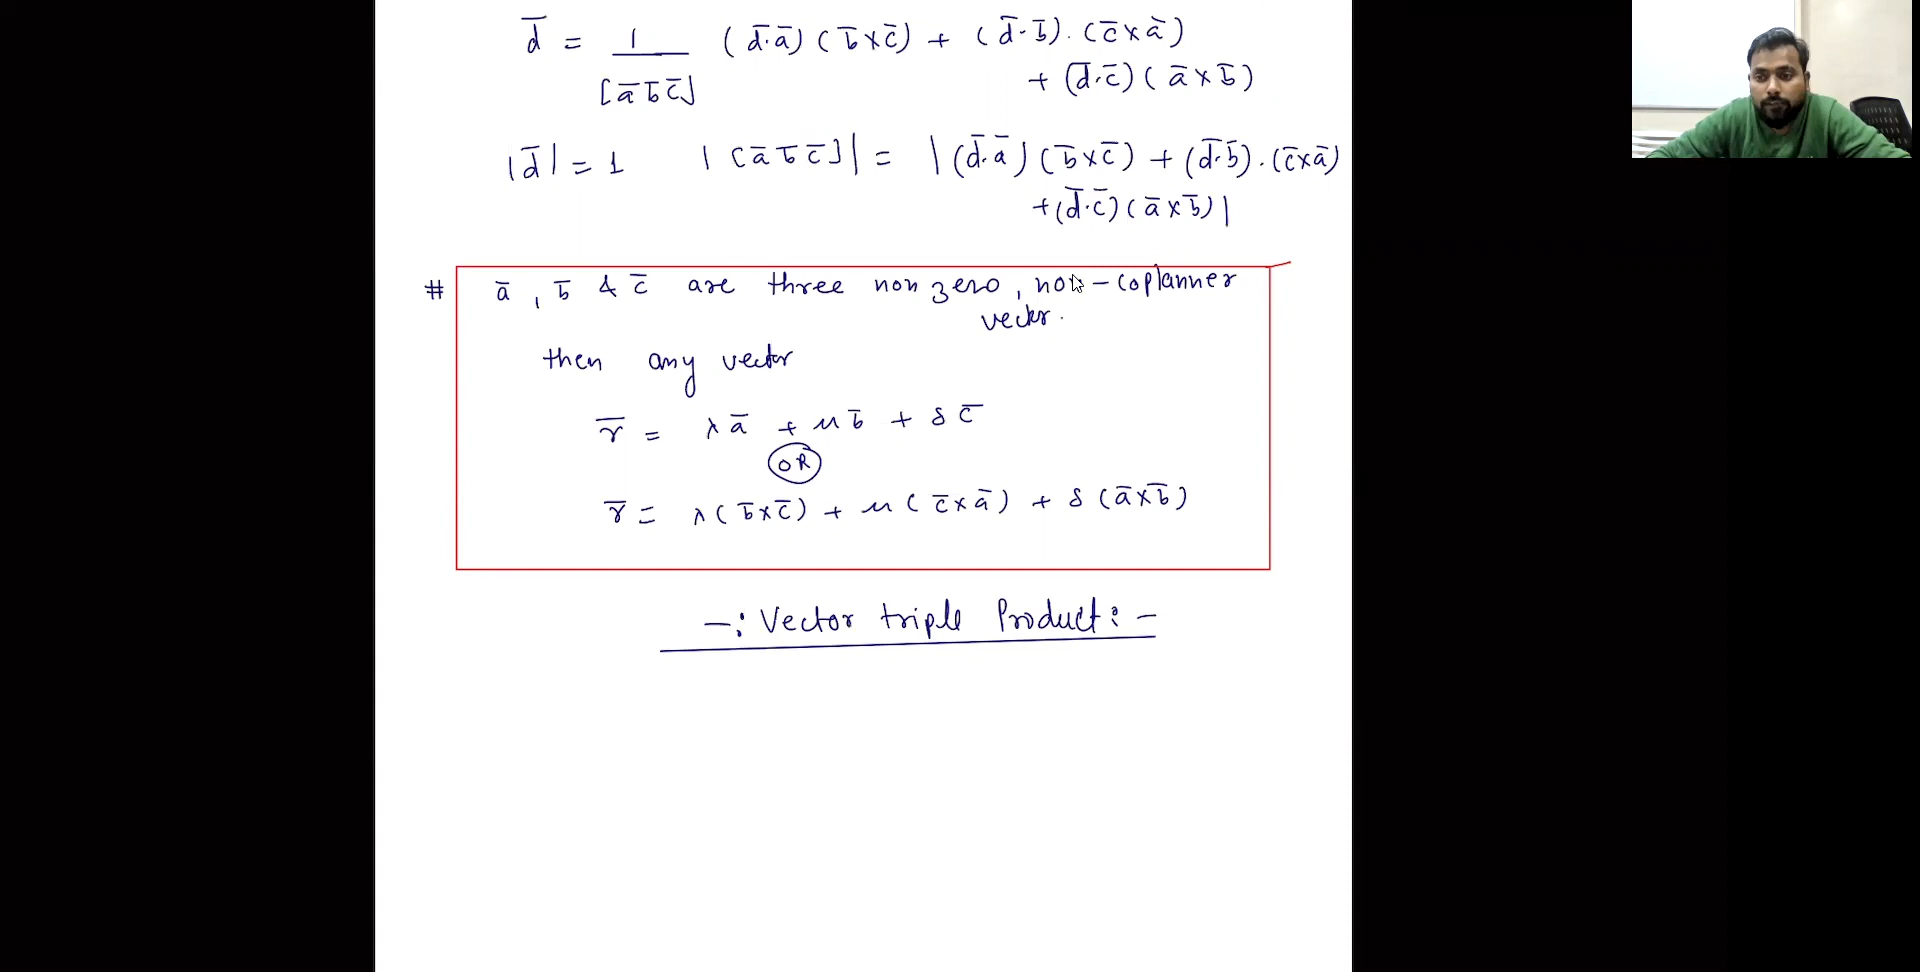 d̄ = 1/[ā b̄ c̄] (d̄·ā)(b̄×c̄) + (d̄·b̄)·(c̄×ā)
+ (d̄·c̄)(ā×b̄)
|d̄| = 1 |[ā b̄ c̄]| = |(d̄·ā)(b̄×c̄) + (d̄·b̄)·(c̄×ā)
+(d̄·c̄)(ā×b̄)|
# ā, b̄ & c̄ are three non zero, non-coplanner
vector.
then any vector
r̄ = λā + μb̄ + δc̄
OR
r̄ = λ(b̄×c̄) + μ(c̄×ā) + δ(ā×b̄)
-: Vector triple Product :-